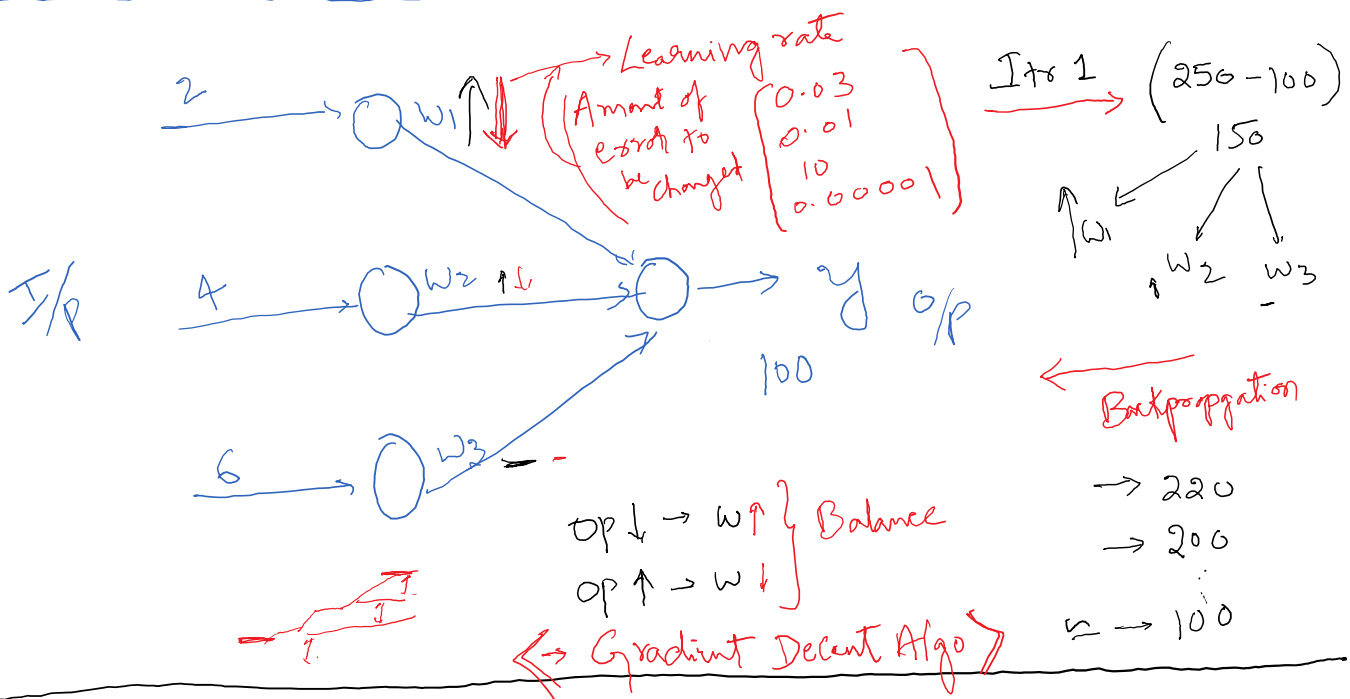 Learning rate
Amont of
error to
be changed
0.03
0.01
10
0.00001
Itr 1
(250-100)
150
W1
W2
W3
2
W1
I/P
4
W2
y
O/P
100
6
W3
Backpropgation
→ 220
→ 200
→ 100
OP ↓ → W ↑
OP ↑ → W ↓
Balance
→ Gradient Decent Algo